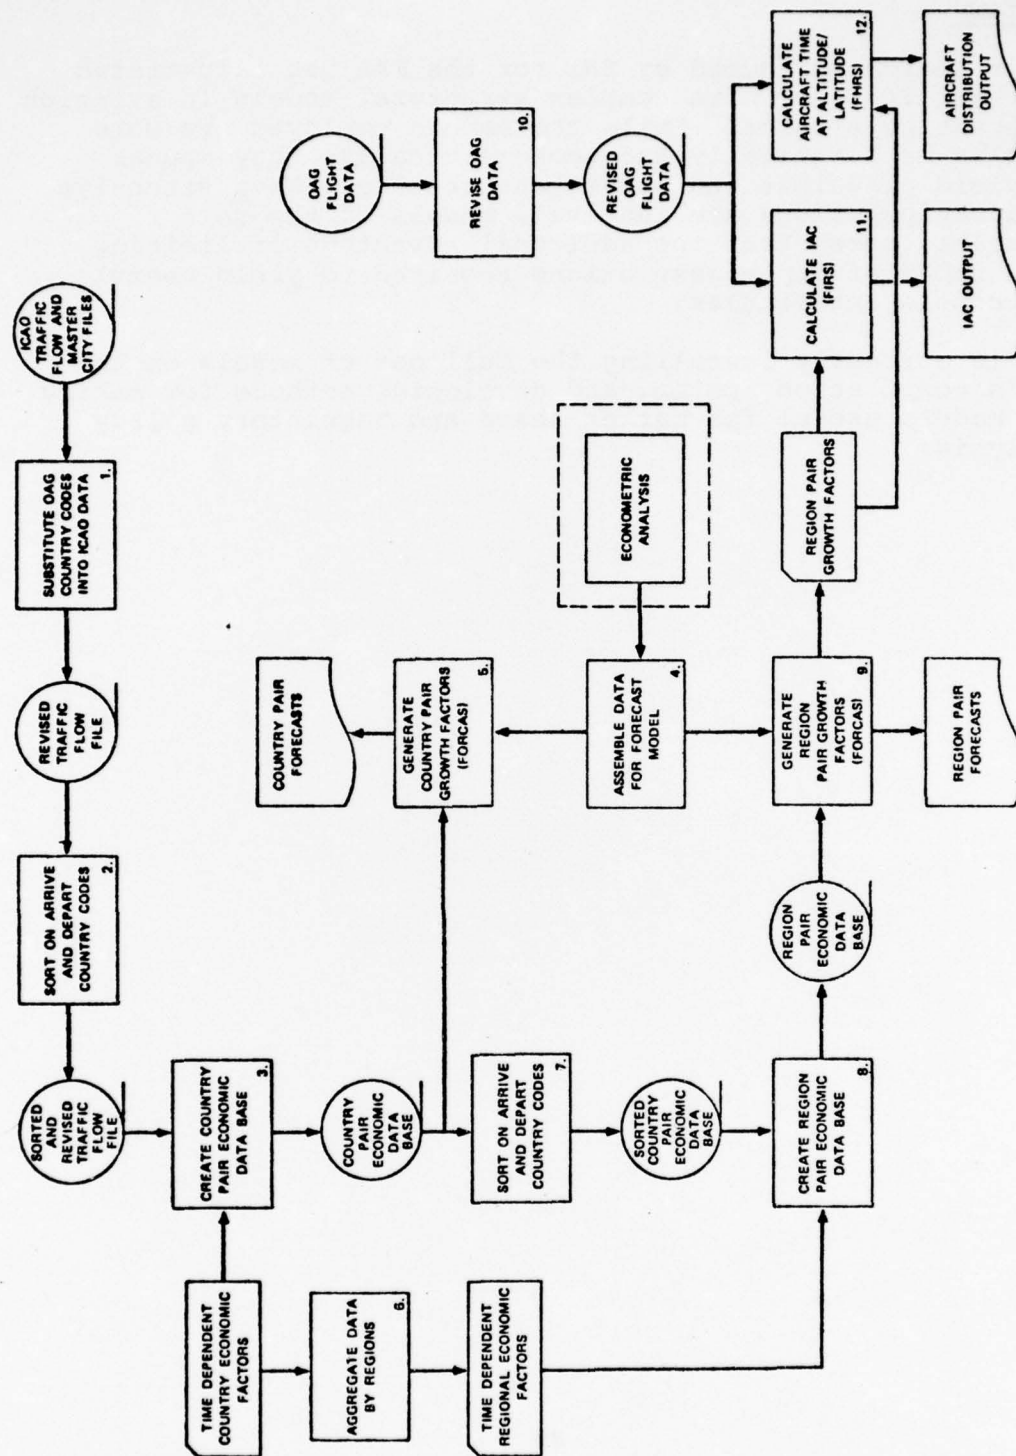 ICAO
TRAFFIC
FLOW AND
MASTER
CITY FILES
SUBSTITUTE OAG
COUNTRY CODES
INTO ICAO DATA
1.
REVISED
TRAFFIC
FLOW
FILE
SORT ON ARRIVE
AND DEPART
COUNTRY CODES
2.
SORTED
AND
REVISED
TRAFFIC
FLOW
FILE
TIME DEPENDENT
COUNTRY ECONOMIC
FACTORS
CREATE COUNTRY
PAIR ECONOMIC
DATA BASE
3.
COUNTRY PAIR
FORECASTS
AGGREGATE DATA
BY REGIONS
6.
COUNTRY
PAIR
ECONOMIC
DATA
BASE
GENERATE
COUNTRY PAIR
GROWTH FACTORS
(FORCAS)
5.
OAG
FLIGHT
DATA
TIME DEPENDENT
REGIONAL ECONOMIC
FACTORS
SORT ON ARRIVE
AND DEPART
COUNTRY CODES
7.
REVISE OAG
DATA
10.
SORTED
COUNTRY
PAIR
ECONOMIC
DATA
BASE
ASSEMBLE DATA
FOR FORECAST
MODEL
4.
ECONOMETRIC
ANALYSIS
REVISED
OAG FLIGHT
DATA
CREATE REGION
PAIR ECONOMIC
DATA BASE
8.
REGION
PAIR
ECONOMIC
DATA
BASE
GENERATE
REGION
PAIR GROWTH
FACTORS
(FORCAS)
9.
REGION PAIR
GROWTH FACTORS
CALCULATE IAC
(FIRS)
11.
CALCULATE
AIRCRAFT TIME
AT ALTITUDE/
LATITUDE
(FHRS)
12.
REGION PAIR
FORECASTS
IAC OUTPUT
AIRCRAFT
DISTRIBUTION
OUTPUT